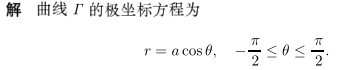 解 曲线 Γ 的极坐标方程为
r = a cos θ, -π/2 ≤ θ ≤ π/2.